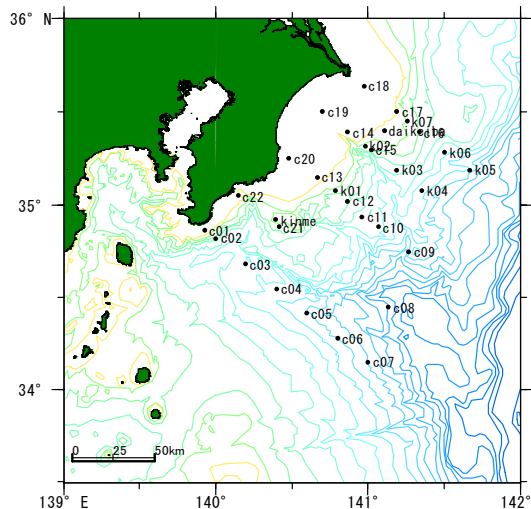 36° N
c18
c19
c17
k07
c14
daikoba
c16
k02
c15
k06
c20
c13
k03
k05
k01
k04
c22
c12
35°
kinme
c11
c21
c10
c01
c02
c09
c03
c04
c08
c05
c06
34°
c07
0 25 50km
139° E 140° 141° 142°